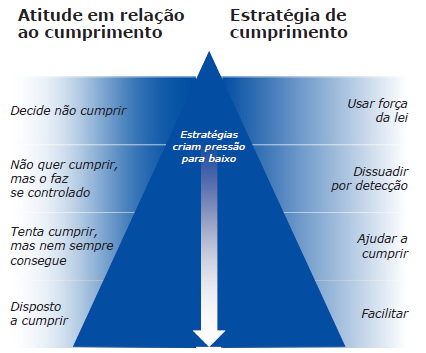 Atitude em relação
ao cumprimento
Estratégia de
cumprimento
Decide não cumprir
Usar força
da lei
Estratégias
criam pressão
para baixo
Não quer cumprir,
mas o faz
se controlado
Dissuadir
por detecção
Tenta cumprir,
mas nem sempre
consegue
Ajudar a
cumprir
Disposto
a cumprir
Facilitar